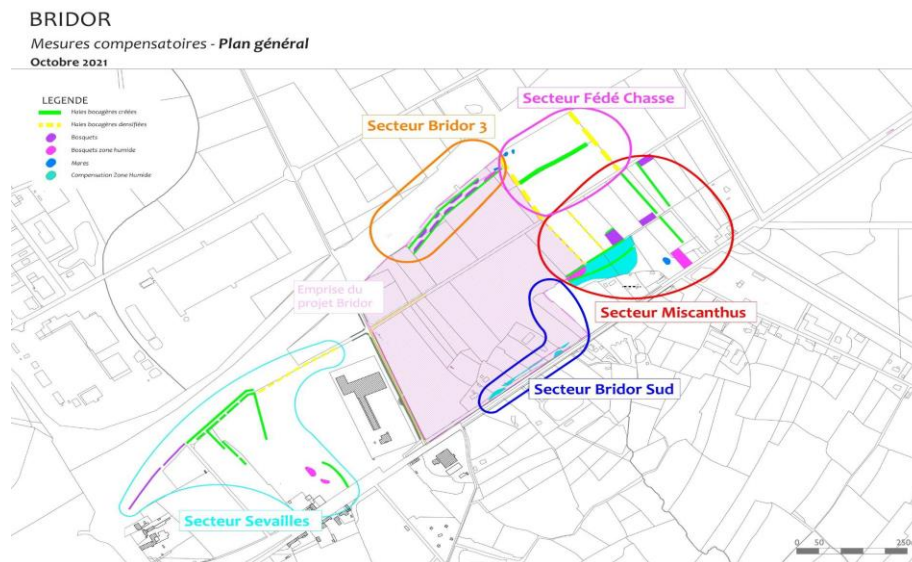 BRIDOR
Mesures compensatoires - Plan général
Octobre 2021
LEGENDE
Haies bocagères créées
Haies bocagères densifiées
Bosquets
Bosquets zone humide
Mares
Compensation Zone Humide
Secteur Fédé Chasse
Secteur Bridor 3
Emprise du
projet Bridor
Secteur Miscanthus
Secteur Bridor Sud
Secteur Sevailles
0 50 250